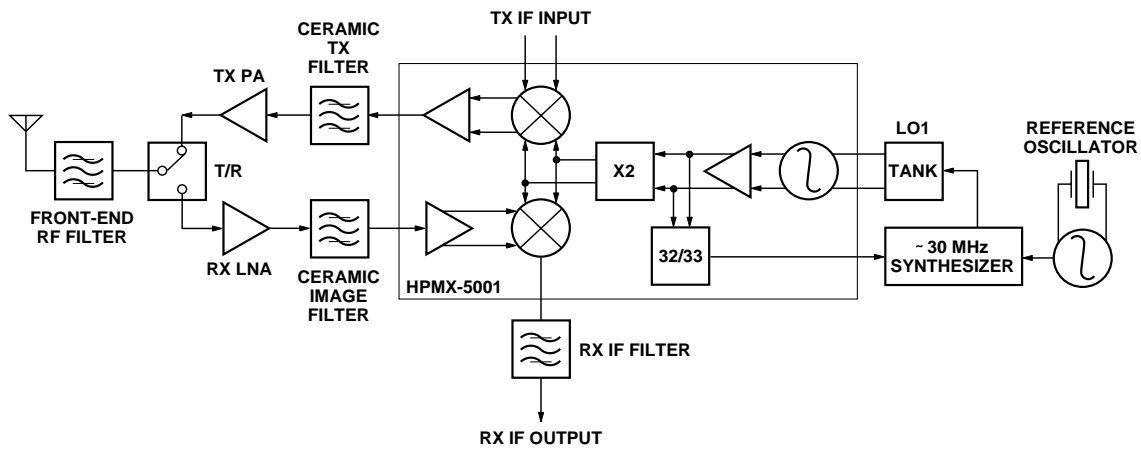 TX IF INPUT
CERAMIC
TX
FILTER
TX PA
LO1
REFERENCE
OSCILLATOR
T/R
X2
TANK
FRONT-END
RF FILTER
RX LNA
CERAMIC
IMAGE
FILTER
32/33
~ 30 MHz
SYNTHESIZER
HPMX-5001
RX IF FILTER
RX IF OUTPUT